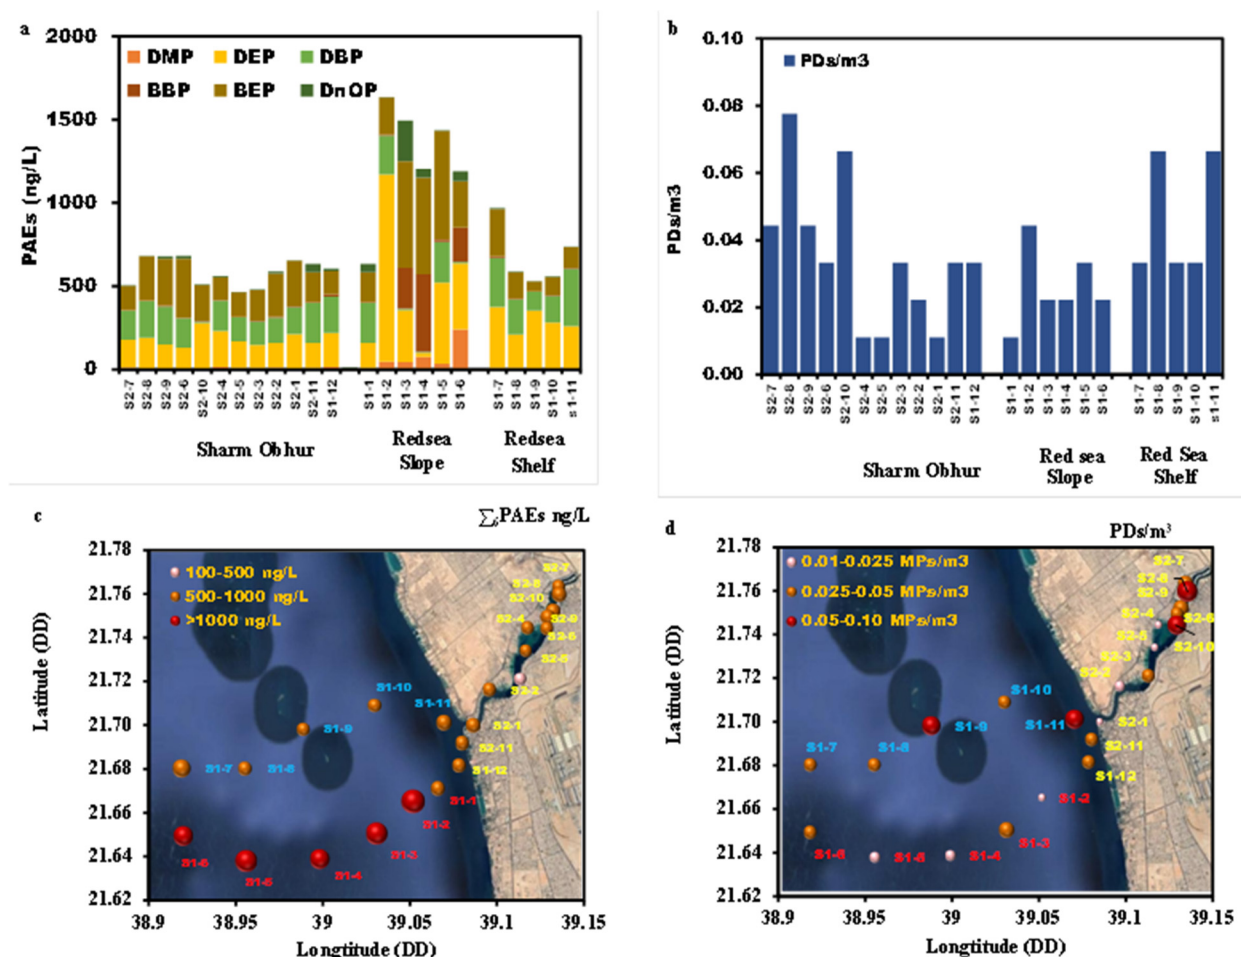 a
2000
1500
1000
500
0
PAEs (ng/L)
DMP DEP DBP
BBP BEP DnOP
S2-7 S2-8 S2-9 S2-6 S2-10 S2-4 S2-5 S2-3 S2-2 S2-1 S2-11 S1-12 S1-1 S1-2 S1-3 S1-4 S1-5 S1-6 S1-7 S1-8 S1-9 S1-10 s1-11
Sharm Obhur
Redsea
Slope
Redsea
Shelf
b
0.10
0.08
0.06
0.04
0.02
0.00
PDs/m3
PDs/m3
S2-7 S2-8 S2-9 S2-6 S2-10 S2-4 S2-5 S2-3 S2-2 S2-1 S2-11 S1-12 S1-1 S1-2 S1-3 S1-4 S1-5 S1-6 S1-7 S1-8 S1-9 S1-10 s1-11
Sharm Obhur
Red sea
Slope
Red Sea
Shelf
c
PAEs ng/L
21.78
21.76
21.74
21.72
21.70
21.68
21.66
21.64
21.62
Latitude (DD)
100-500 ng/L
500-1000 ng/L
>1000 ng/L
S2-7
S2-8
S2-10
S2-4 S2-9
S2-6
S2-5
S2-2
S1-10
S1-11
S2-1
S1-9
S2-11
S1-7 S1-8
S1-12
S1-1
S1-2
S1-3
S1-6
S1-4
S1-5
38.9 38.95 39 39.05 39.1 39.15
Longtitude (DD)
d
PDs/m³
21.78
21.76
21.74
21.72
21.70
21.68
21.66
21.64
21.62
Latitude (DD)
0.01-0.025 MPs/m3
0.025-0.05 MPs/m3
0.05-0.10 MPs/m3
S2-7
S2-8
S2-9
S2-4
S2-6
S2-5
S2-10
S2-3
S2-2
S1-10
S1-11
S2-1
S1-9
S2-11
S1-7
S1-8
S1-12
S1-2
S1-3
S1-6
S1-5
S1-4
38.9 38.95 39 39.05 39.1 39.15
Longtitude (DD)